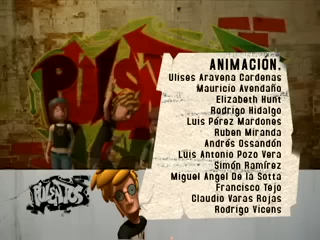 ANIMACIÓN.
Ulises Aravena Cardenas
Mauricio Avendaño
Elizabeth Hunt
Rodrigo Hidalgo
Luis Pérez Mardones
Ruben Miranda
Andrés Ossandón
Luis Antonio Pozo Vera
Simón Ramírez
Miguel Angel De la Sotta
Francisco Tejo
Claudio Varas Rojas
Rodrigo Vicens